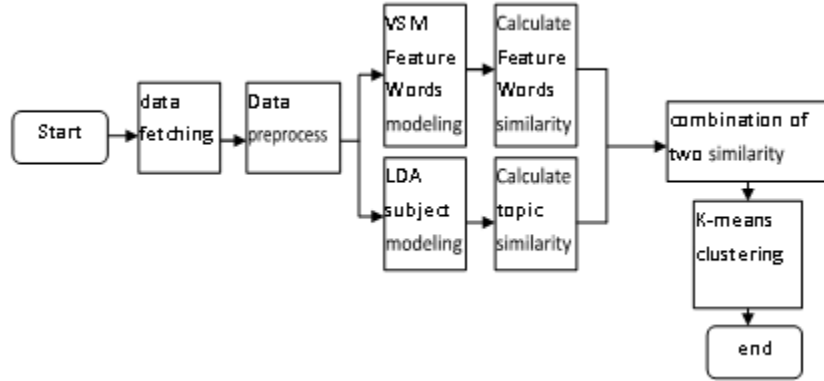 Start
data
fetching
Data
preprocess
VSM
Feature
Words
modeling
Calculate
Feature
Words
similarity
LDA
subject
modeling
Calculate
topic
similarity
combination of
two similarity
K-means
clustering
end